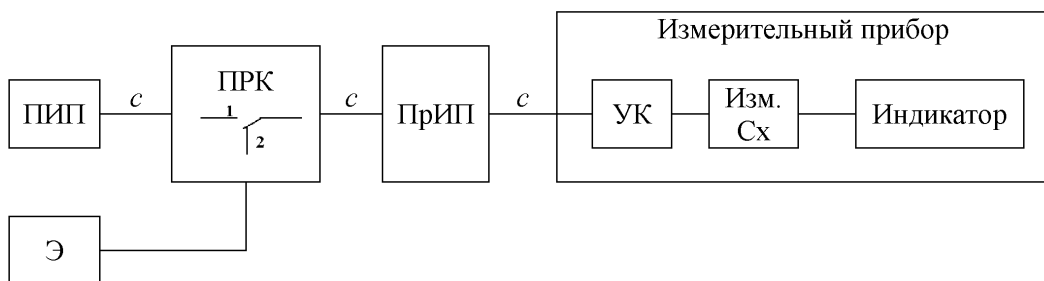 Измерительный прибор
ПИП
с
ПРК
1
2
с
ПрИП
с
УК
Изм.
Сх
Индикатор
Э